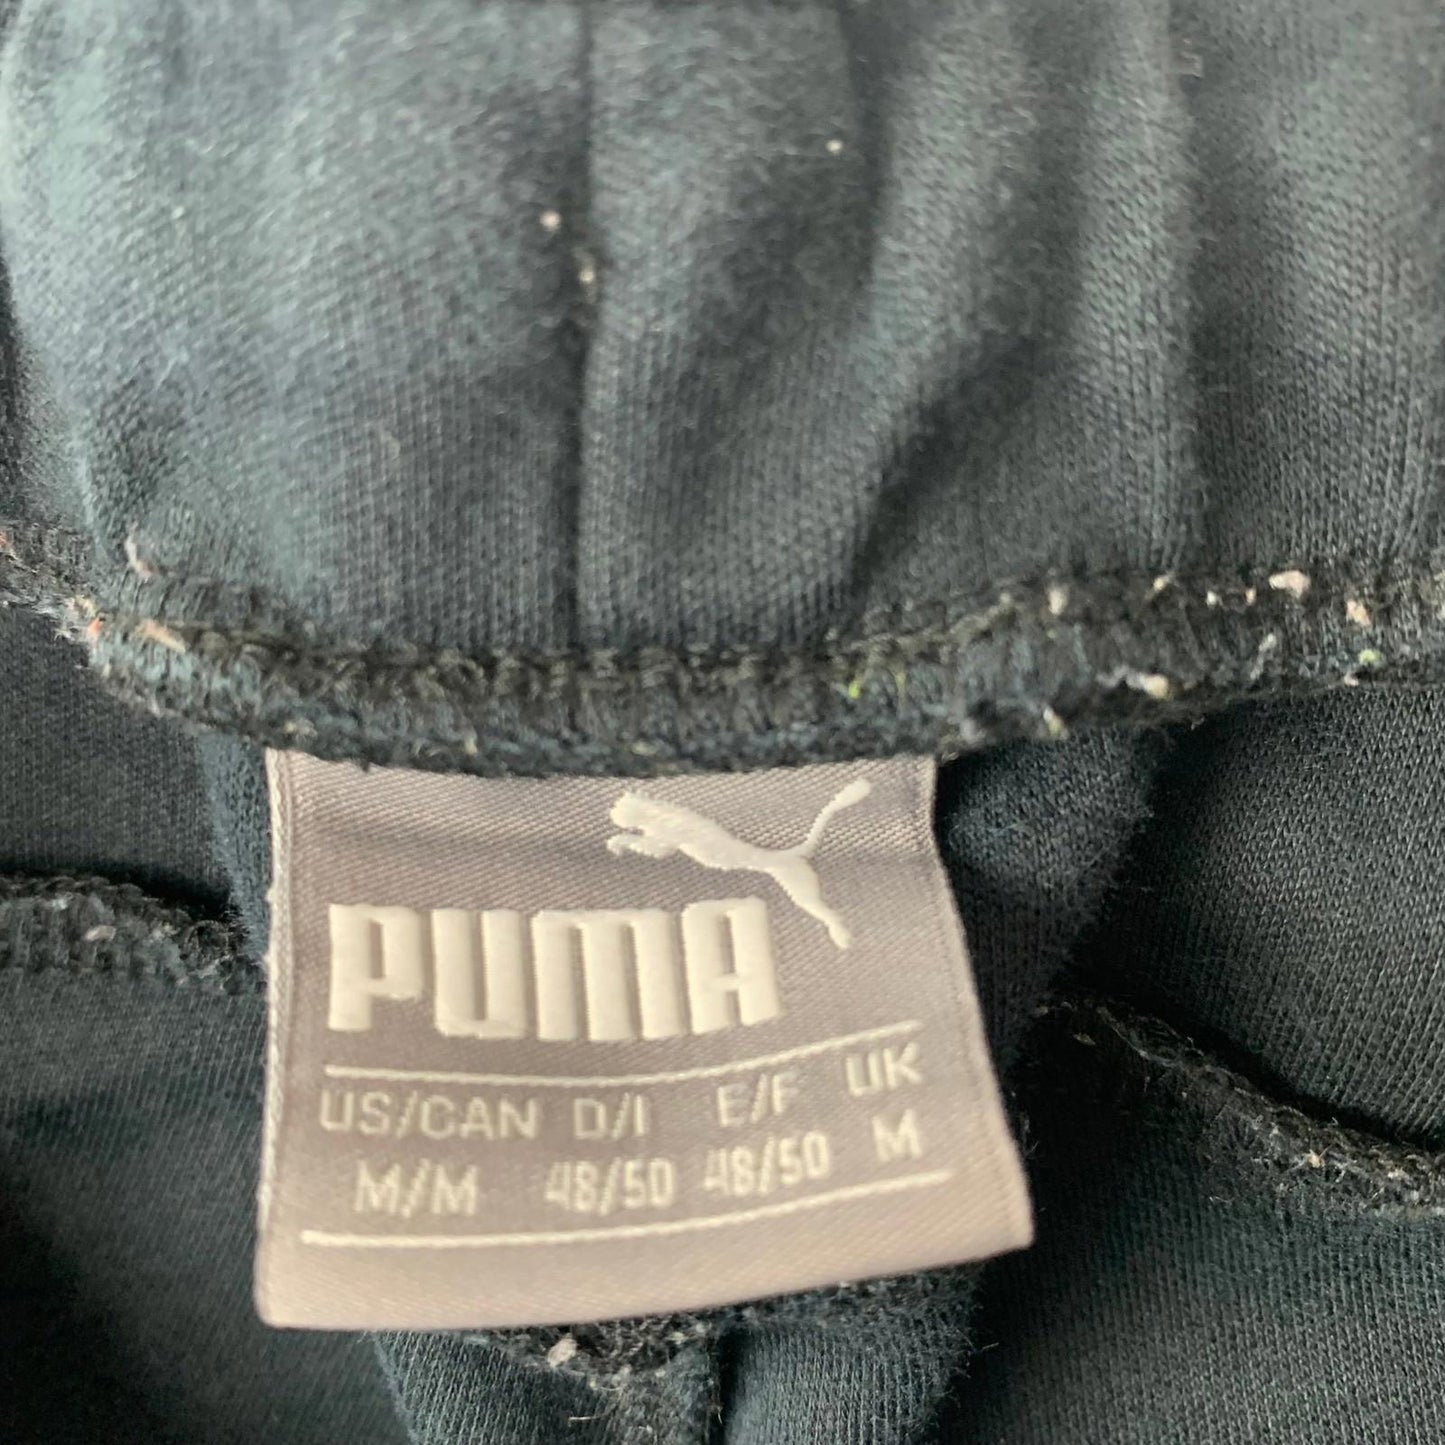 PUMA
US/CAN D/I E/F UK
M/M 48/50 48/50 M